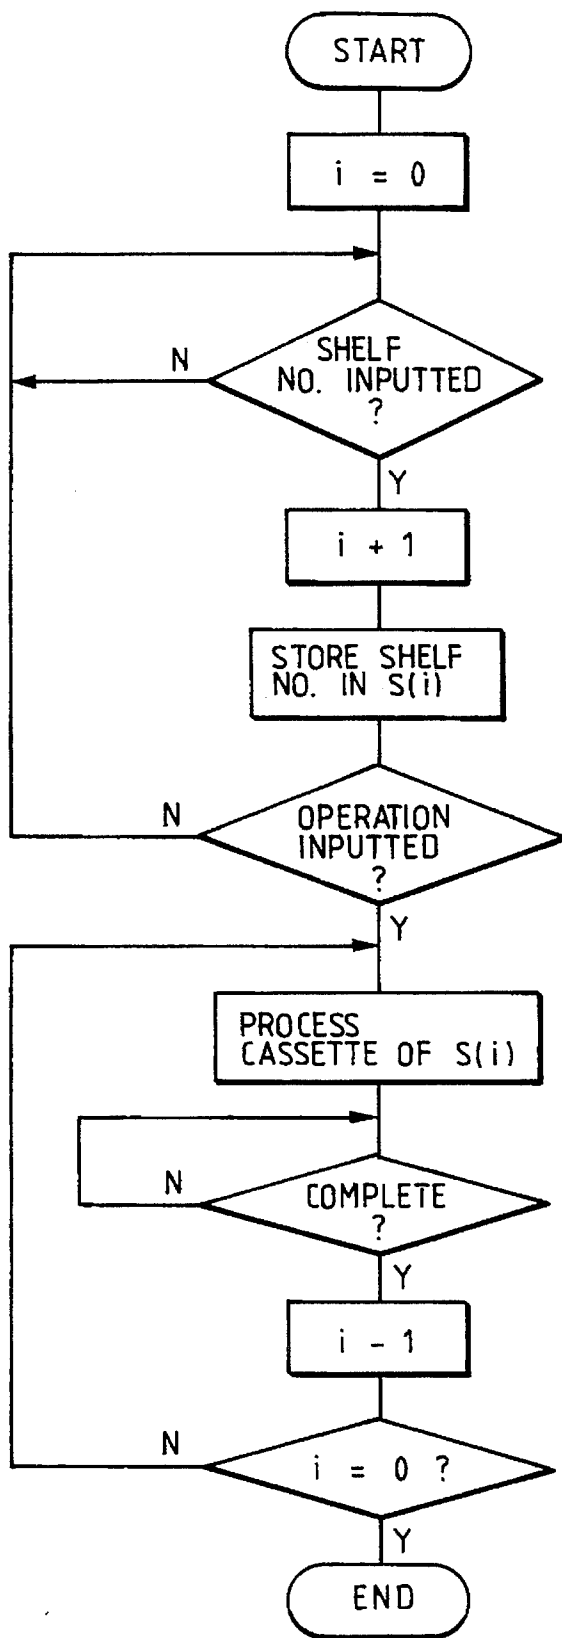 START
i = 0
SHELF
NO. INPUTTED
?
N
Y
i + 1
STORE SHELF
NO. IN S(i)
OPERATION
INPUTTED
?
N
Y
PROCESS
CASSETTE OF S(i)
COMPLETE
?
N
Y
i - 1
i = 0 ?
N
Y
END